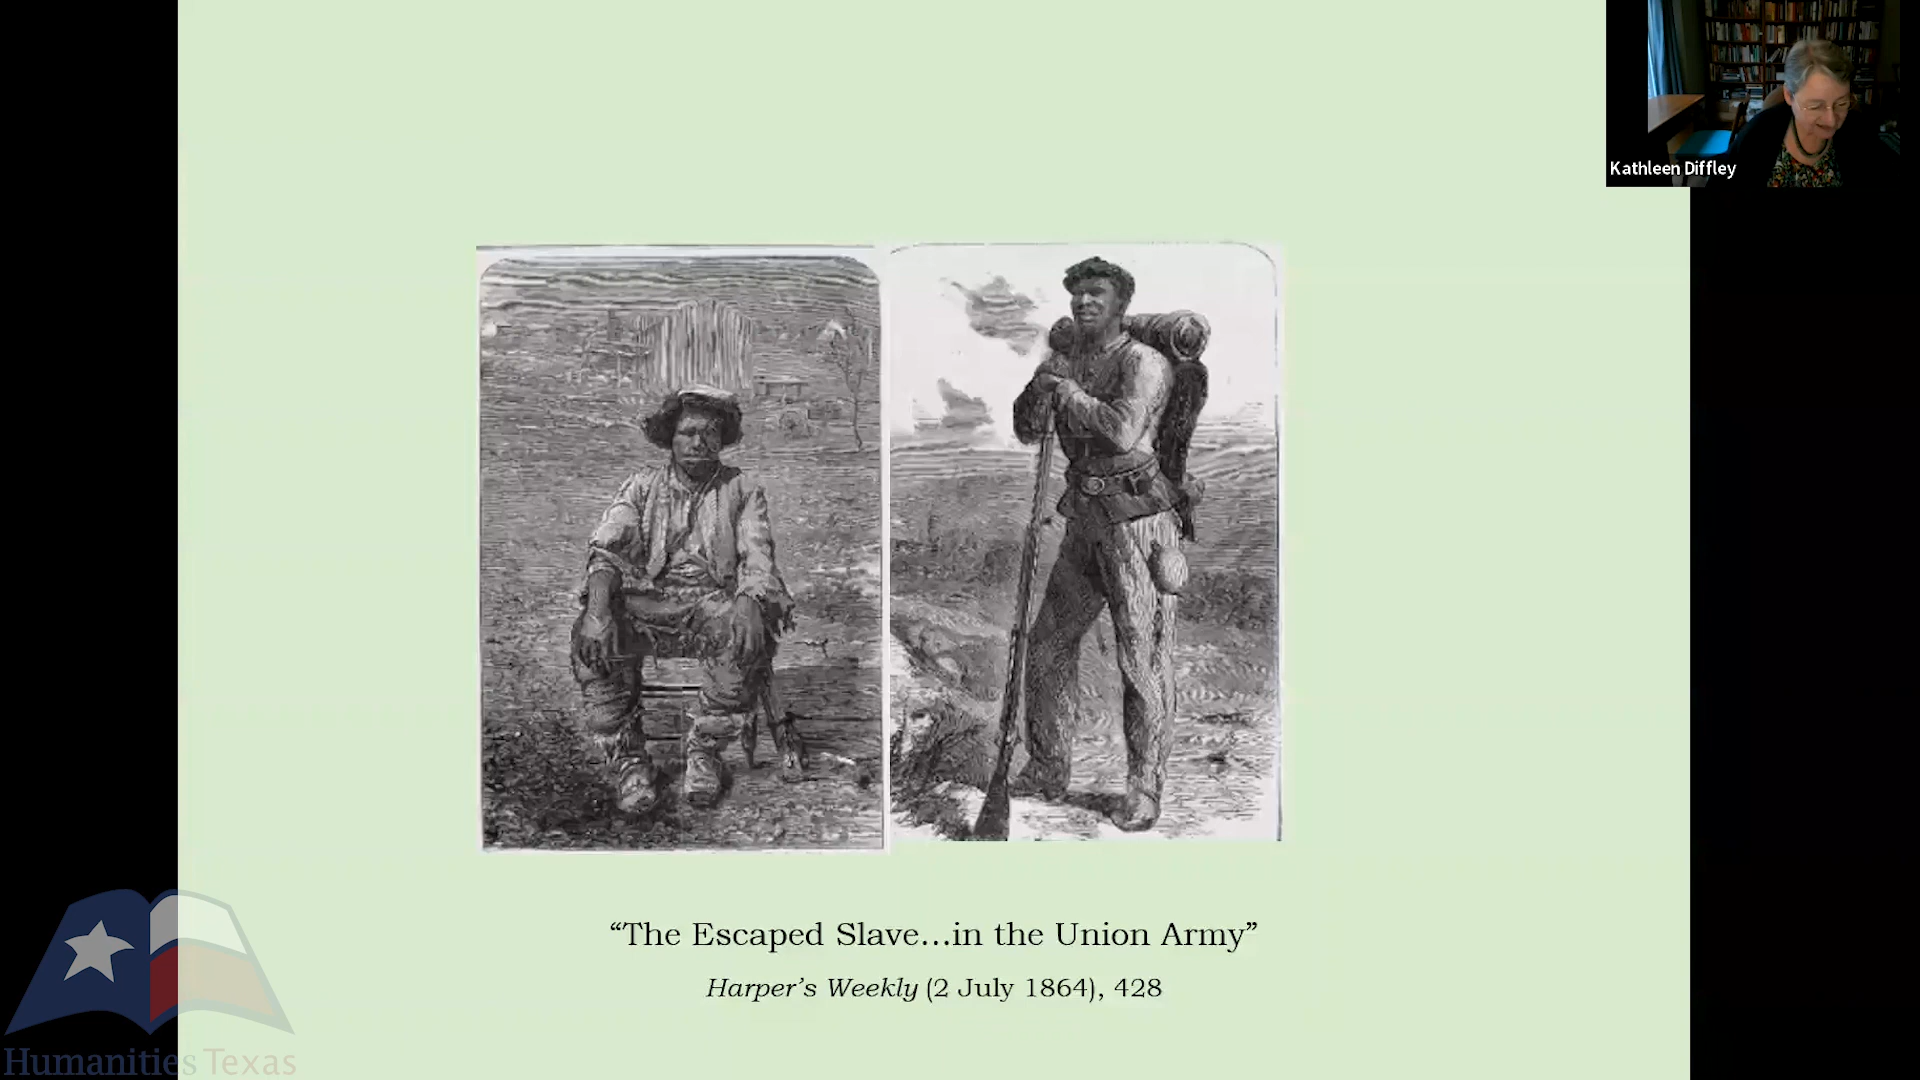 Kathleen Diffley
“The Escaped Slave…in the Union Army”
Harper’s Weekly (2 July 1864), 428
Humanities Texas